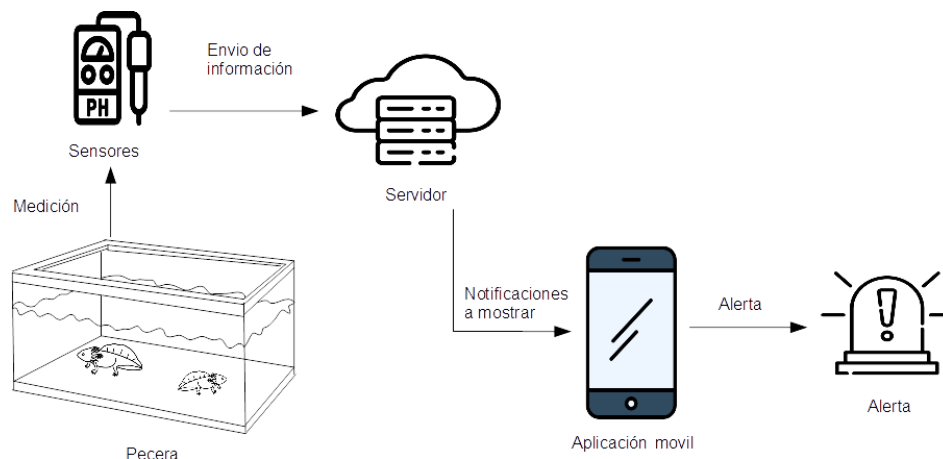 PH
Sensores
Envio de
información
Servidor
Medición
Pecera
Notificaciones
a mostrar
Aplicación movil
Alerta
Alerta